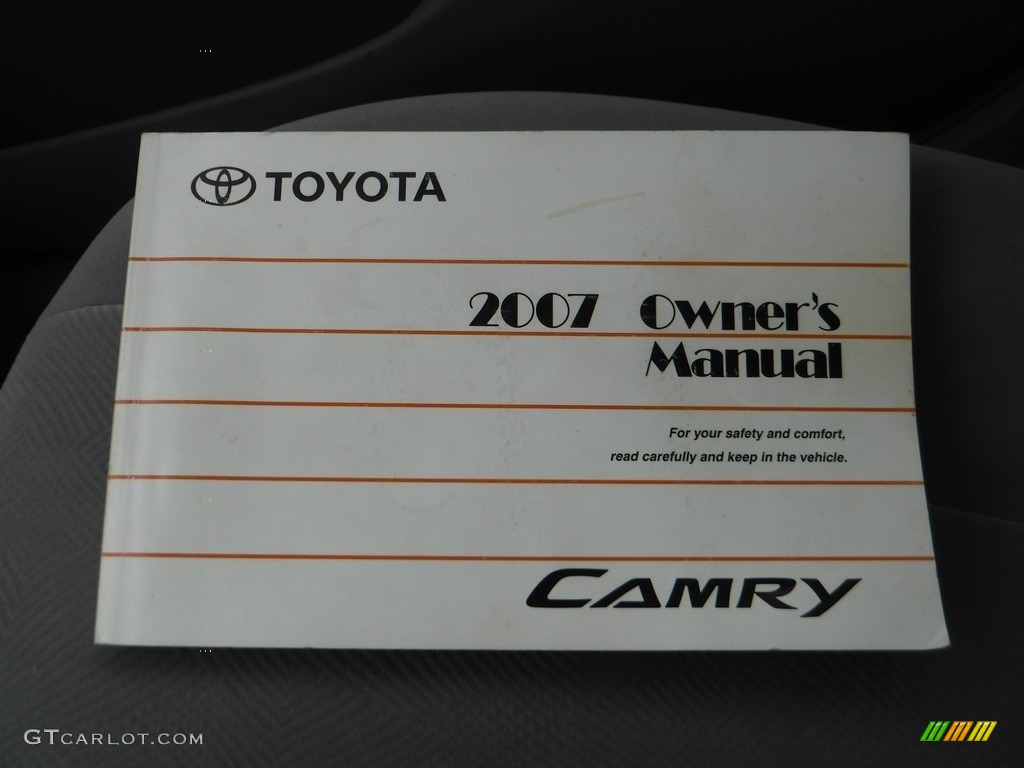 TOYOTA
2007 Owner's
Manual
For your safety and comfort,
read carefully and keep in the vehicle.
CAMRY
GTCARLOT.COM